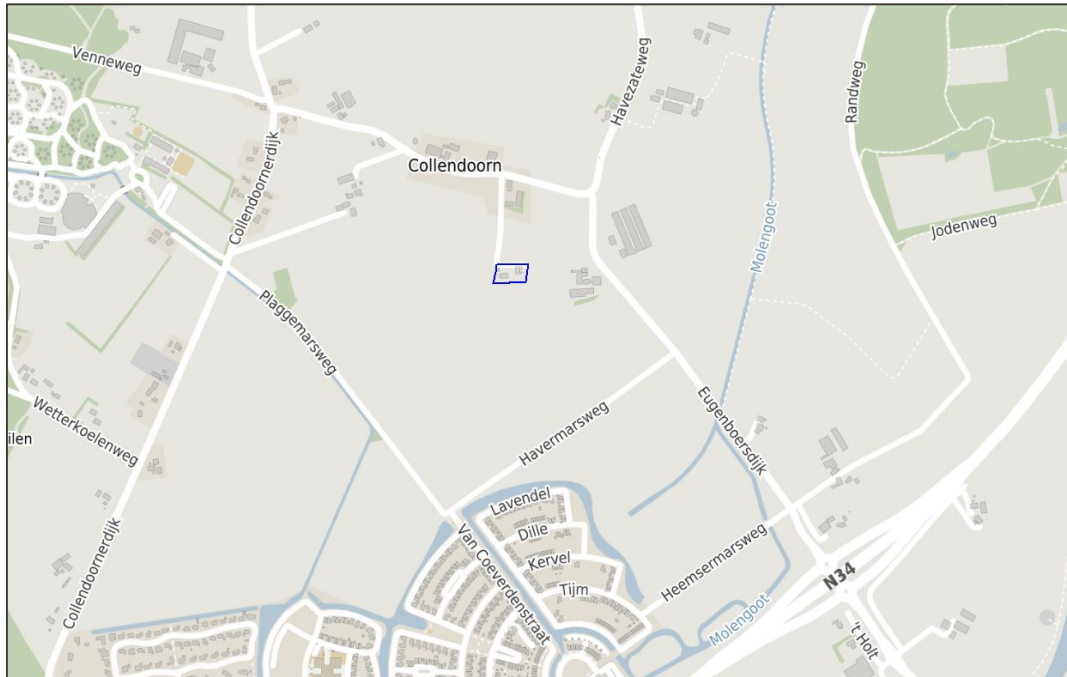 Venneweg
Havezateweg
Randweg
Collendoorn
Collendoornerdijk
Molengoot
Jodenweg
Plaggemarsweg
Wetterkoelenweg
ilen
Havermarsweg
Eugenboersdijk
Lavendel
Dille
Kervel
Tijm
Van Coeverdenstraat
Heemsermarsweg
N34
Collendoornerdijk
Molengoot
't Holt